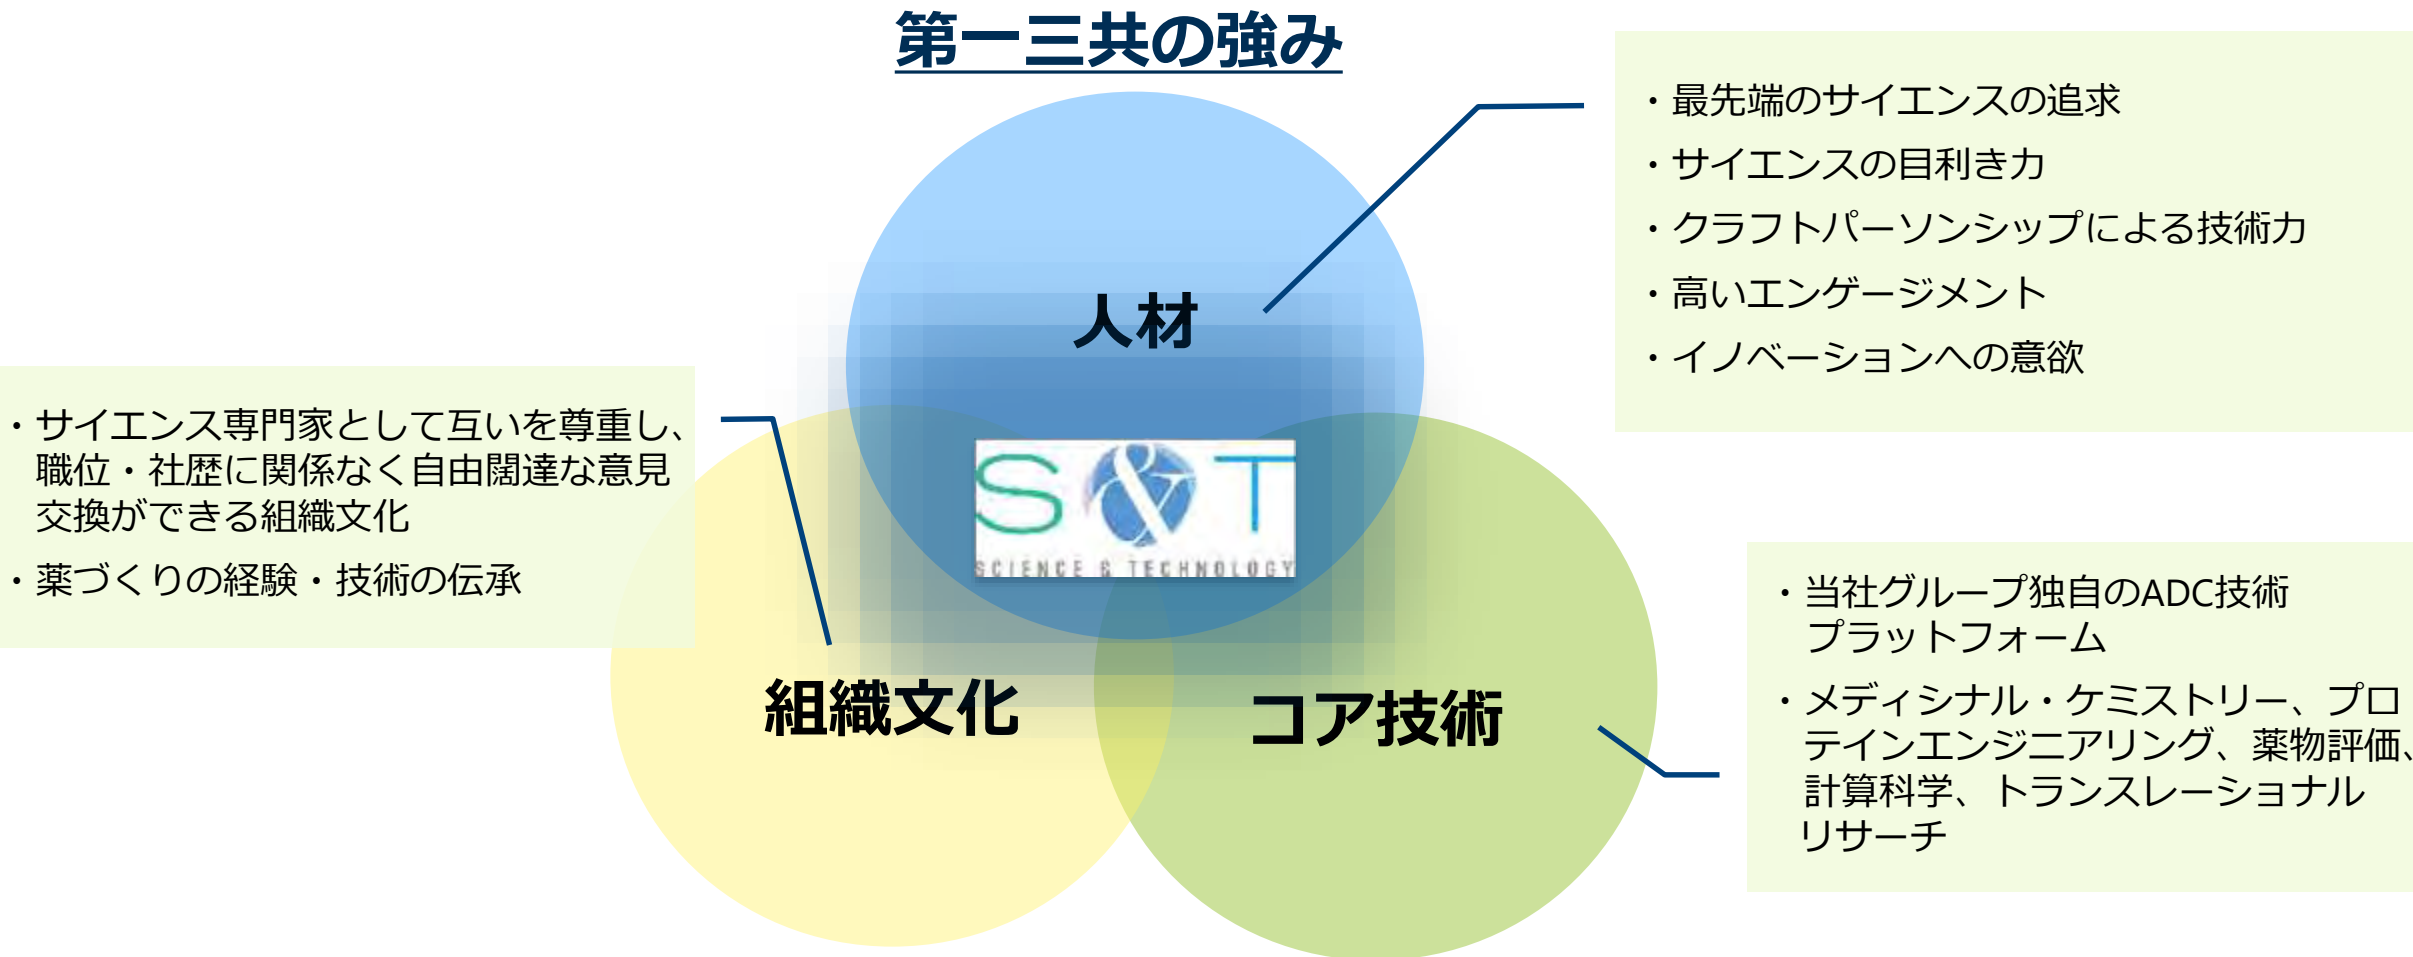 第一三共の強み
・最先端のサイエンスの追求
・サイエンスの目利き力
・クラフトパーソンシップによる技術力
・高いエンゲージメント
・イノベーションへの意欲
人材
・サイエンス専門家として互いを尊重し、
職位・社歴に関係なく自由闊達な意見
交換ができる組織文化
・薬づくりの経験・技術の伝承
S&T
SCIENCE & TECHNOLOGY
組織文化
コア技術
・当社グループ独自のADC技術
プラットフォーム
・メディシナル・ケミストリー、プロ
テインエンジニアリング、薬物評価、
計算科学、トランスレーショナル
リサーチ